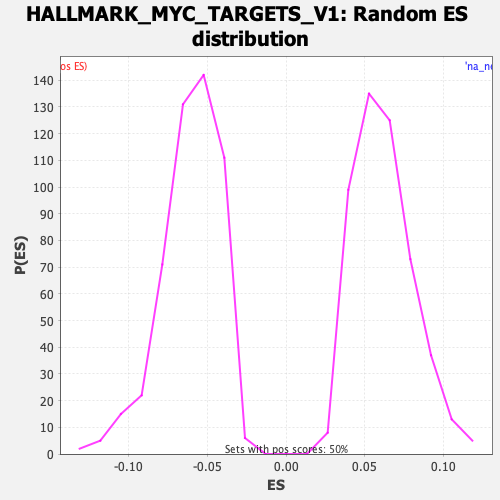 HALLMARK_MYC_TARGETS_V1: Random ES
distribution
os ES)
'na_ne
140
130
120
110
100
90
80
70
60
50
40
30
20
10
0
P(ES)
Sets with pos scores: 50%
-0.10 -0.05 0.00 0.05 0.10
ES